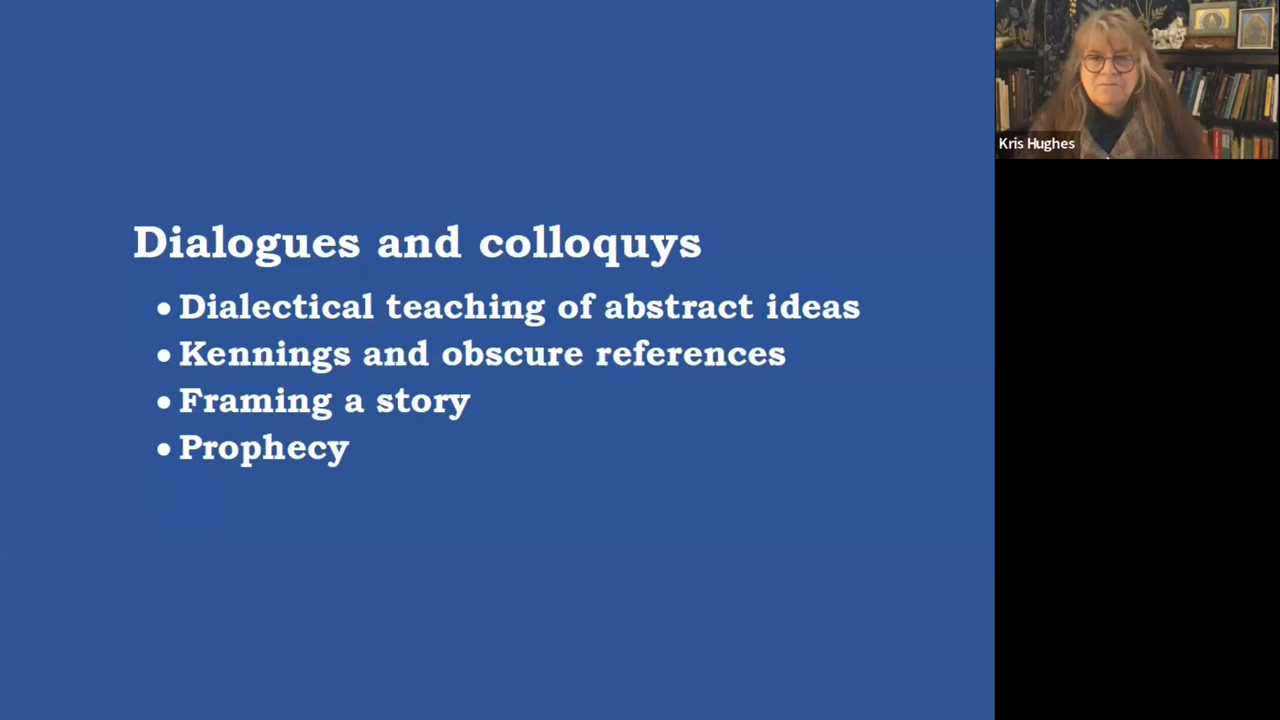 Dialogues and colloquys
• Dialectical teaching of abstract ideas
• Kennings and obscure references
• Framing a story
• Prophecy
Kris Hughes